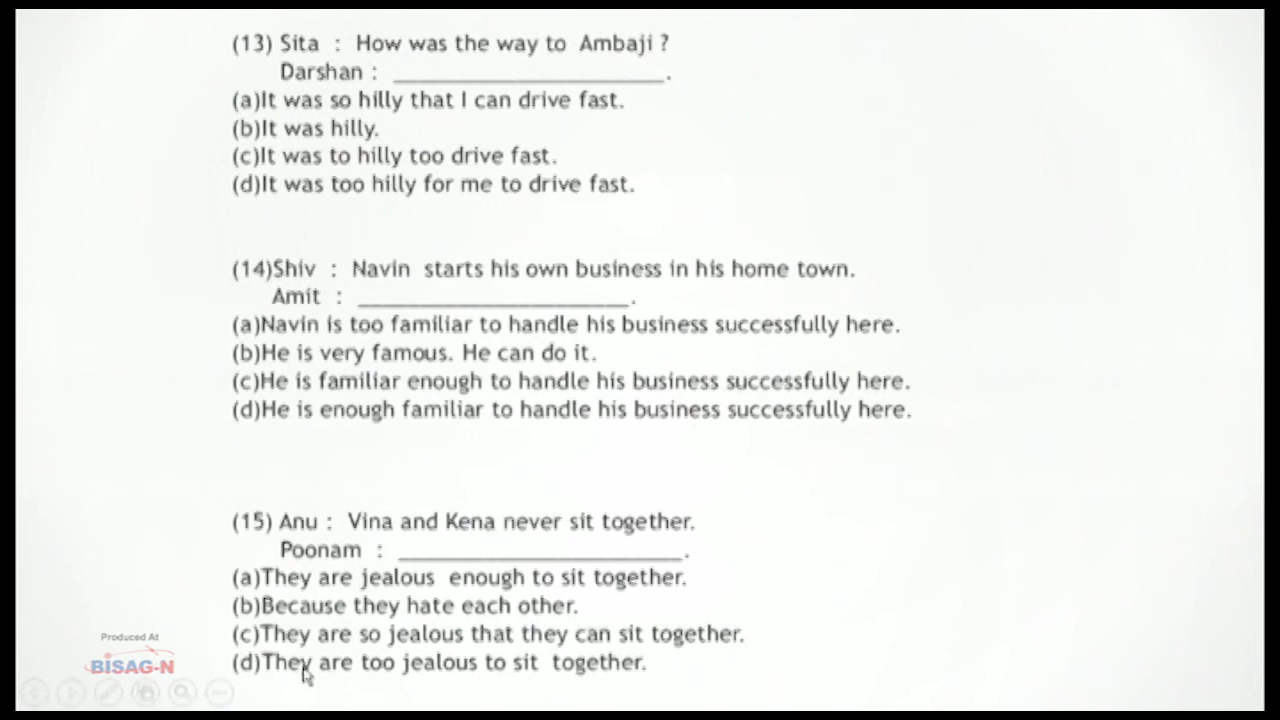 (13) Sita : How was the way to Ambaji ?
Darshan : ______________________.
(a)It was so hilly that I can drive fast.
(b)It was hilly.
(c)It was to hilly too drive fast.
(d)It was too hilly for me to drive fast.
(14)Shiv : Navin starts his own business in his home town.
Amit : ______________________.
(a)Navin is too familiar to handle his business successfully here.
(b)He is very famous. He can do it.
(c)He is familiar enough to handle his business successfully here.
(d)He is enough familiar to handle his business successfully here.
(15) Anu : Vina and Kena never sit together.
Poonam : _______________________.
(a)They are jealous enough to sit together.
(b)Because they hate each other.
(c)They are so jealous that they can sit together.
(d)They are too jealous to sit together.
Produced At
BISAG-N